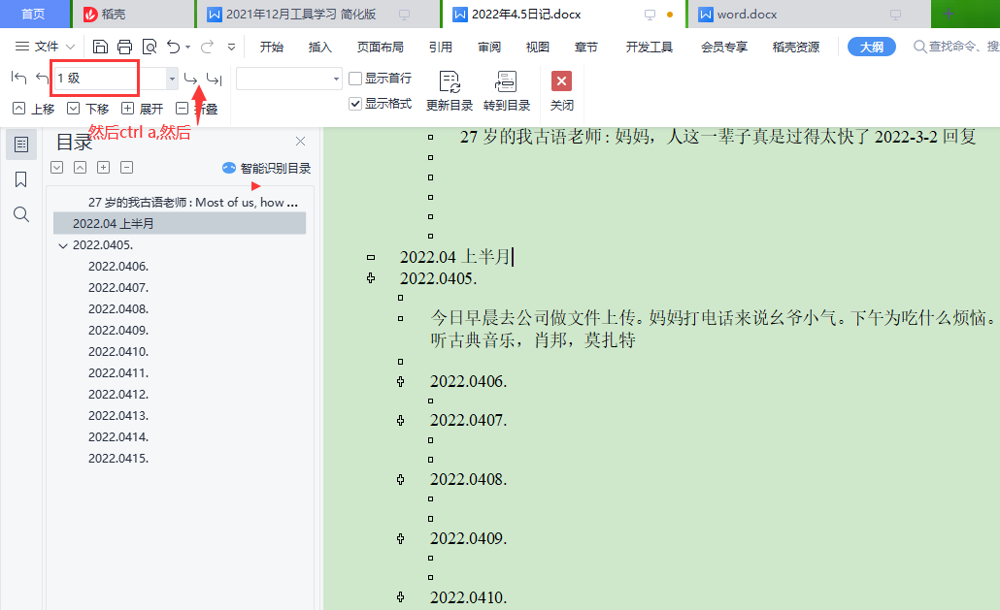 首页 稻壳 2021年12月工具学习 简化版 2022年4.5日记.docx word.docx
文件 开始 插入 页面布局 引用 审阅 视图 章节 开发工具 会员专享 稻壳资源 大纲 查找命令、搜
1 级 显示首行
显示格式 更新目录 转到目录 关闭
上移 下移 展开 折叠
然后ctrl a,然后
目录
智能识别目录
27 岁的我古语老师 : Most of us, how ...
2022.04 上半月
2022.0405.
2022.0406.
2022.0407.
2022.0408.
2022.0409.
2022.0410.
2022.0411.
2022.0412.
2022.0413.
2022.0414.
2022.0415.
27 岁的我古语老师 : 妈妈，人这一辈子真是过得太快了 2022-3-2 回复
2022.04 上半月
2022.0405.
今日早晨去公司做文件上传。妈妈打电话来说幺爷小气。下午为吃什么烦恼。
听古典音乐，肖邦，莫扎特
2022.0406.
2022.0407.
2022.0408.
2022.0409.
2022.0410.